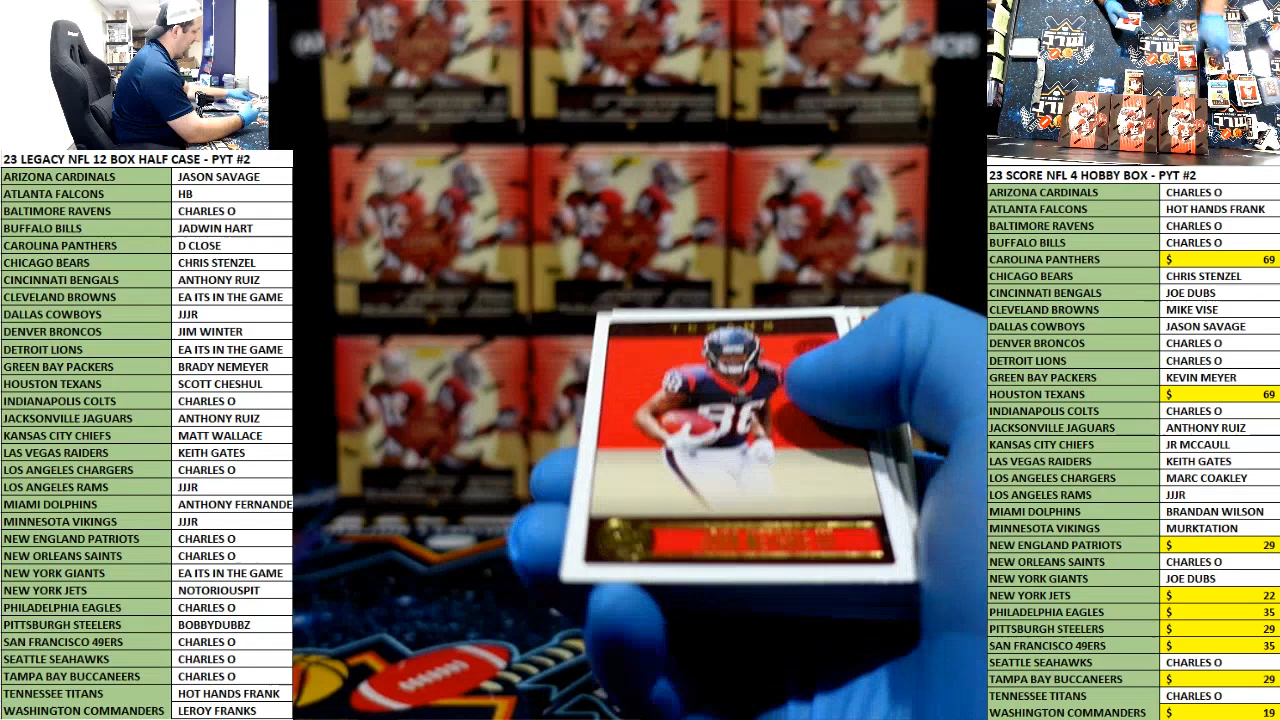 23 LEGACY NFL 12 BOX HALF CASE - PYT #2
ARIZONA CARDINALS JASON SAVAGE
ATLANTA FALCONS HB
BALTIMORE RAVENS CHARLES O
BUFFALO BILLS JADWIN HART
CAROLINA PANTHERS D CLOSE
CHICAGO BEARS CHRIS STENZEL
CINCINNATI BENGALS ANTHONY RUIZ
CLEVELAND BROWNS EA ITS IN THE GAME
DALLAS COWBOYS JJJR
DENVER BRONCOS JIM WINTER
DETROIT LIONS EA ITS IN THE GAME
GREEN BAY PACKERS BRADY NEMEYER
HOUSTON TEXANS SCOTT CHESHUL
INDIANAPOLIS COLTS CHARLES O
JACKSONVILLE JAGUARS ANTHONY RUIZ
KANSAS CITY CHIEFS MATT WALLACE
LAS VEGAS RAIDERS KEITH GATES
LOS ANGELES CHARGERS CHARLES O
LOS ANGELES RAMS JJJR
MIAMI DOLPHINS ANTHONY FERNANDE
MINNESOTA VIKINGS JJJR
NEW ENGLAND PATRIOTS CHARLES O
NEW ORLEANS SAINTS CHARLES O
NEW YORK GIANTS EA ITS IN THE GAME
NEW YORK JETS NOTORIOUSPIT
PHILADELPHIA EAGLES CHARLES O
PITTSBURGH STEELERS BOBBYDUBBZ
SAN FRANCISCO 49ERS CHARLES O
SEATTLE SEAHAWKS CHARLES O
TAMPA BAY BUCCANEERS CHARLES O
TENNESSEE TITANS HOT HANDS FRANK
WASHINGTON COMMANDERS LEROY FRANKS
TEXANS
23 SCORE NFL 4 HOBBY BOX - PYT #2
ARIZONA CARDINALS CHARLES O
ATLANTA FALCONS HOT HANDS FRANK
BALTIMORE RAVENS CHARLES O
BUFFALO BILLS CHARLES O
CAROLINA PANTHERS $ 69
CHICAGO BEARS CHRIS STENZEL
CINCINNATI BENGALS JOE DUBS
CLEVELAND BROWNS MIKE VISE
DALLAS COWBOYS JASON SAVAGE
DENVER BRONCOS CHARLES O
DETROIT LIONS CHARLES O
GREEN BAY PACKERS KEVIN MEYER
HOUSTON TEXANS $ 69
INDIANAPOLIS COLTS CHARLES O
JACKSONVILLE JAGUARS ANTHONY RUIZ
KANSAS CITY CHIEFS JR MCCAULL
LAS VEGAS RAIDERS KEITH GATES
LOS ANGELES CHARGERS MARC COAKLEY
LOS ANGELES RAMS JJJR
MIAMI DOLPHINS BRANDAN WILSON
MINNESOTA VIKINGS MURKTATION
NEW ENGLAND PATRIOTS $ 29
NEW ORLEANS SAINTS CHARLES O
NEW YORK GIANTS JOE DUBS
NEW YORK JETS $ 22
PHILADELPHIA EAGLES $ 35
PITTSBURGH STEELERS $ 29
SAN FRANCISCO 49ERS $ 35
SEATTLE SEAHAWKS CHARLES O
TAMPA BAY BUCCANEERS $ 29
TENNESSEE TITANS CHARLES O
WASHINGTON COMMANDERS $ 19